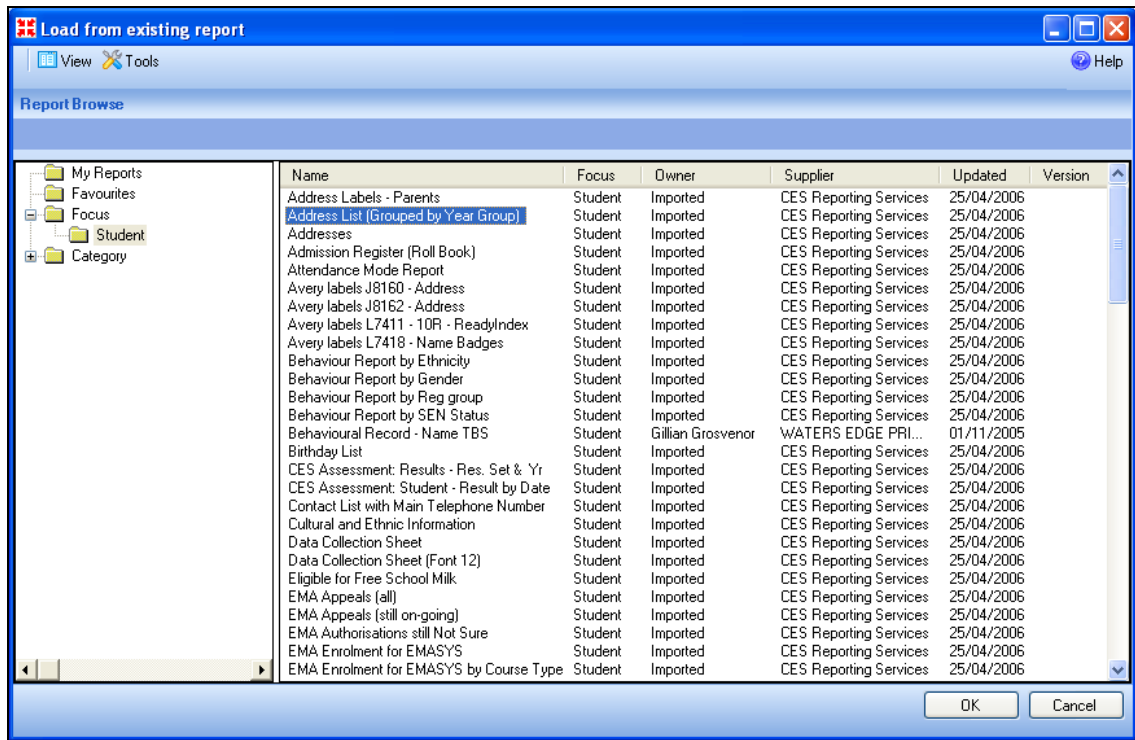 Load from existing report
View Tools Help
Report Browse
My Reports
Favourites
Focus
Student
Category
Name Focus Owner Supplier Updated Version
Address Labels - Parents Student Imported CES Reporting Services 25/04/2006
Address List (Grouped by Year Group) Student Imported CES Reporting Services 25/04/2006
Addresses Student Imported CES Reporting Services 25/04/2006
Admission Register (Roll Book) Student Imported CES Reporting Services 25/04/2006
Attendance Mode Report Student Imported CES Reporting Services 25/04/2006
Avery labels J8160 - Address Student Imported CES Reporting Services 25/04/2006
Avery labels J8162 - Address Student Imported CES Reporting Services 25/04/2006
Avery labels L7411 - 10R - ReadyIndex Student Imported CES Reporting Services 25/04/2006
Avery labels L7418 - Name Badges Student Imported CES Reporting Services 25/04/2006
Behaviour Report by Ethnicity Student Imported CES Reporting Services 25/04/2006
Behaviour Report by Gender Student Imported CES Reporting Services 25/04/2006
Behaviour Report by Reg group Student Imported CES Reporting Services 25/04/2006
Behaviour Report by SEN Status Student Imported CES Reporting Services 25/04/2006
Behavioural Record - Name TBS Student Gillian Grosvenor WATERS EDGE PRI... 01/11/2005
Birthday List Student Imported CES Reporting Services 25/04/2006
CES Assessment: Results - Res. Set & Yr Student Imported CES Reporting Services 25/04/2006
CES Assessment: Student - Result by Date Student Imported CES Reporting Services 25/04/2006
Contact List with Main Telephone Number Student Imported CES Reporting Services 25/04/2006
Cultural and Ethnic Information Student Imported CES Reporting Services 25/04/2006
Data Collection Sheet Student Imported CES Reporting Services 25/04/2006
Data Collection Sheet (Font 12) Student Imported CES Reporting Services 25/04/2006
Eligible for Free School Milk Student Imported CES Reporting Services 25/04/2006
EMA Appeals (all) Student Imported CES Reporting Services 25/04/2006
EMA Appeals (still on-going) Student Imported CES Reporting Services 25/04/2006
EMA Authorisations still Not Sure Student Imported CES Reporting Services 25/04/2006
EMA Enrolment for EMASYS Student Imported CES Reporting Services 25/04/2006
EMA Enrolment for EMASYS by Course Type Student Imported CES Reporting Services 25/04/2006
OK Cancel